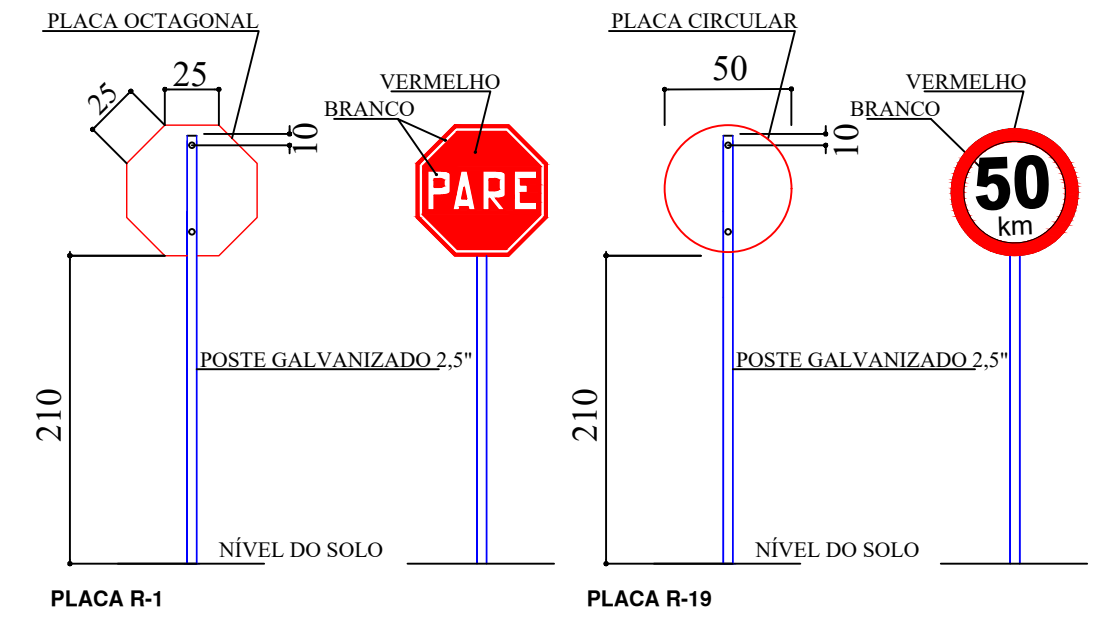 PLACA OCTAGONAL
25
25
10
VERMELHO
BRANCO
PARE
210
POSTE GALVANIZADO 2,5"
NÍVEL DO SOLO
PLACA R-1
PLACA CIRCULAR
50
10
VERMELHO
BRANCO
50
km
210
POSTE GALVANIZADO 2,5"
NÍVEL DO SOLO
PLACA R-19